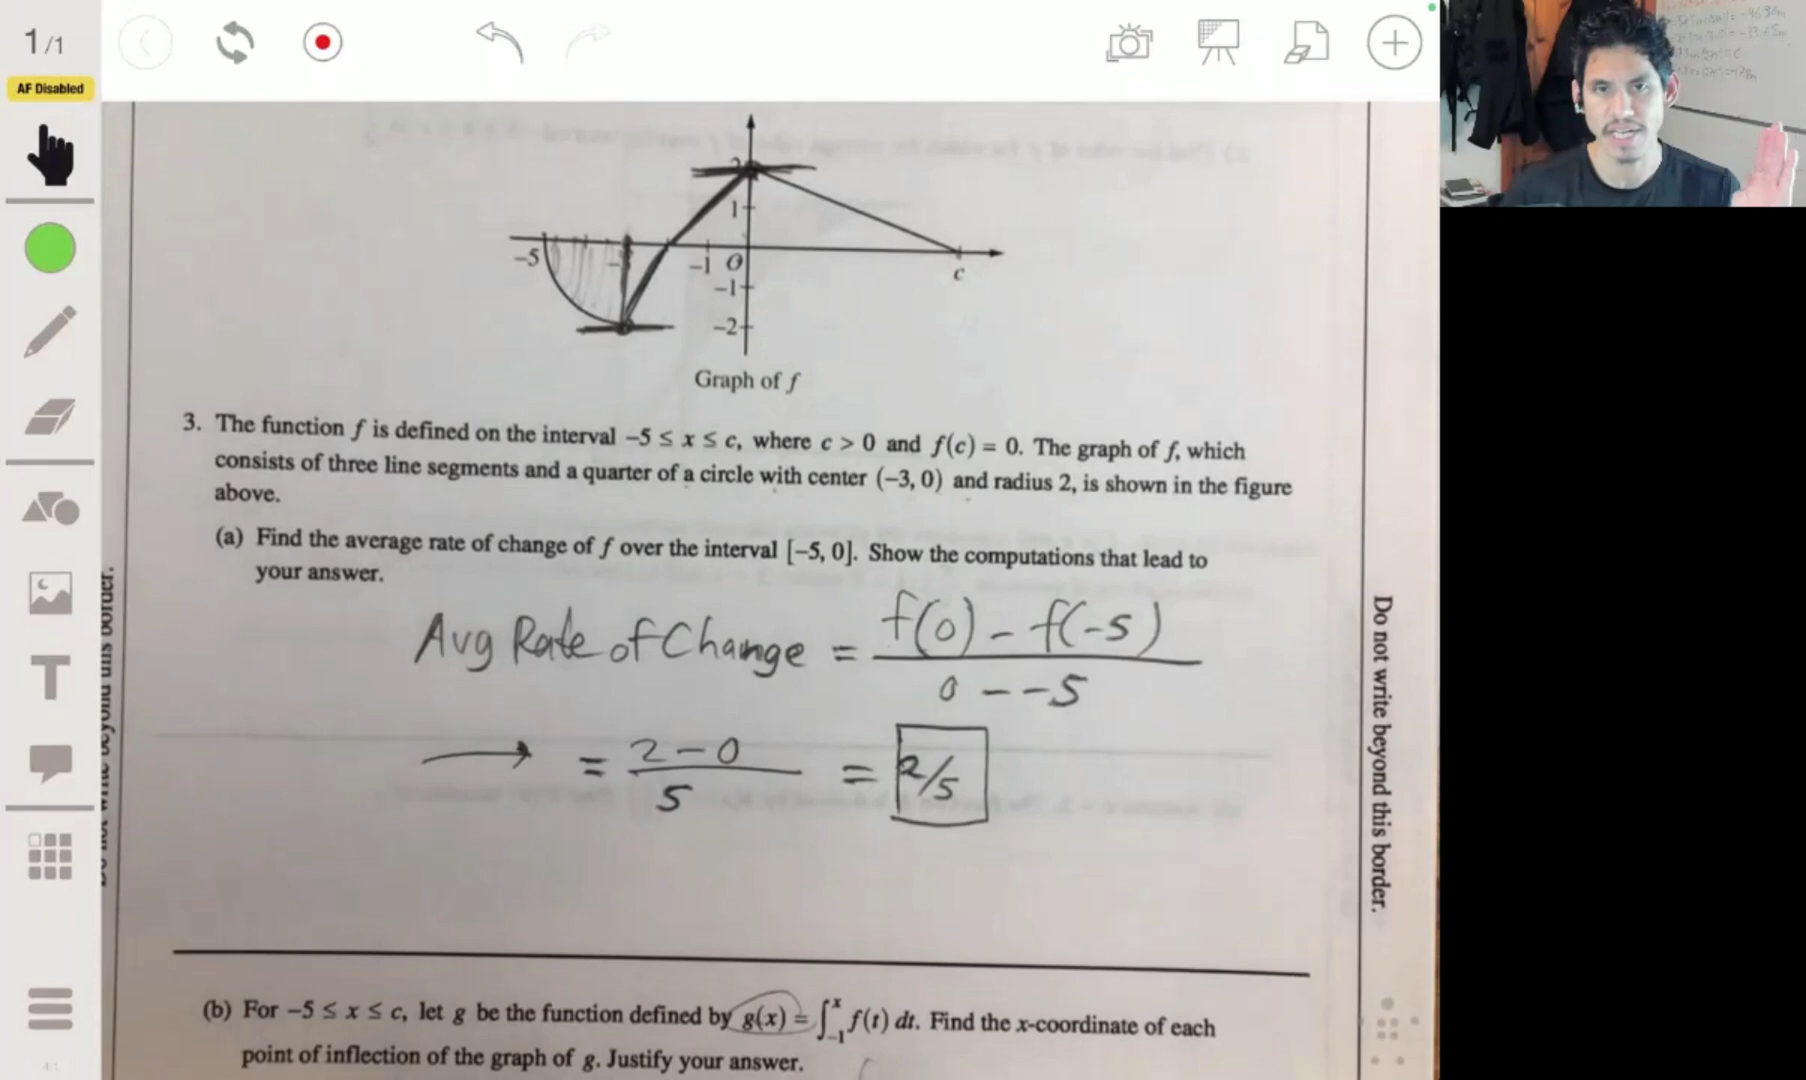 1/1
AF Disabled
2
1
-5
-1
O
c
-1
-2
Graph of f
3. The function f is defined on the interval −5 ≤ x ≤ c, where c > 0 and f(c) = 0. The graph of f, which
consists of three line segments and a quarter of a circle with center (−3, 0) and radius 2, is shown in the figure
above.
(a) Find the average rate of change of f over the interval [−5, 0]. Show the computations that lead to
your answer.
Avg Rate of Change = f(0) - f(-5) / 0 - -5
→ = 2-0 / 5 = 2/5
(b) For −5 ≤ x ≤ c, let g be the function defined by g(x) = ∫_{-1}^{x} f(t) dt. Find the x-coordinate of each
point of inflection of the graph of g. Justify your answer.
Do not write beyond this border.
T